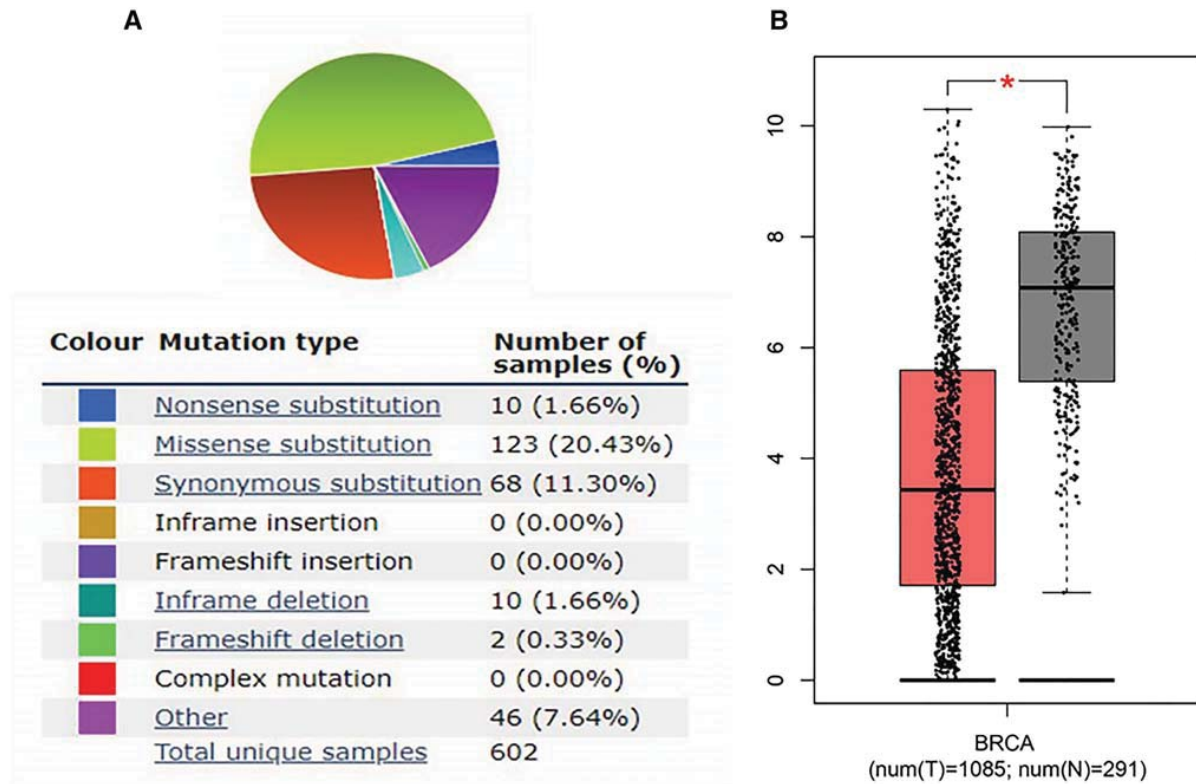 A
Colour Mutation type Number of
samples (%)
Nonsense substitution 10 (1.66%)
Missense substitution 123 (20.43%)
Synonymous substitution 68 (11.30%)
Inframe insertion 0 (0.00%)
Frameshift insertion 0 (0.00%)
Inframe deletion 10 (1.66%)
Frameshift deletion 2 (0.33%)
Complex mutation 0 (0.00%)
Other 46 (7.64%)
Total unique samples 602
B
*
10
8
6
4
2
0
BRCA
(num(T)=1085; num(N)=291)